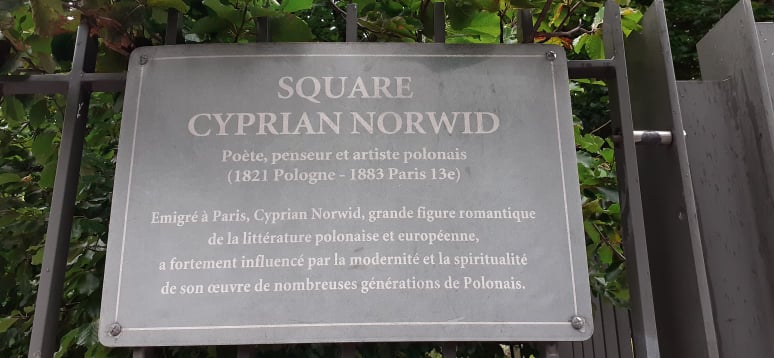 SQUARE
CYPRIAN NORWID
Poète, penseur et artiste polonais
(1821 Pologne - 1883 Paris 13e)
Emigré à Paris, Cyprian Norwid, grande figure romantique
de la littérature polonaise et européenne,
a fortement influencé par la modernité et la spiritualité
de son œuvre de nombreuses générations de Polonais.